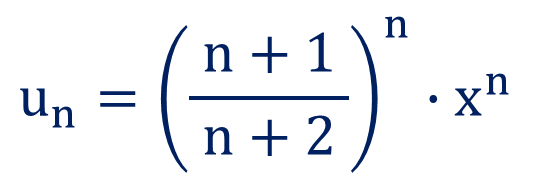 uₙ = ((n + 1)/(n + 2))ⁿ · xⁿ